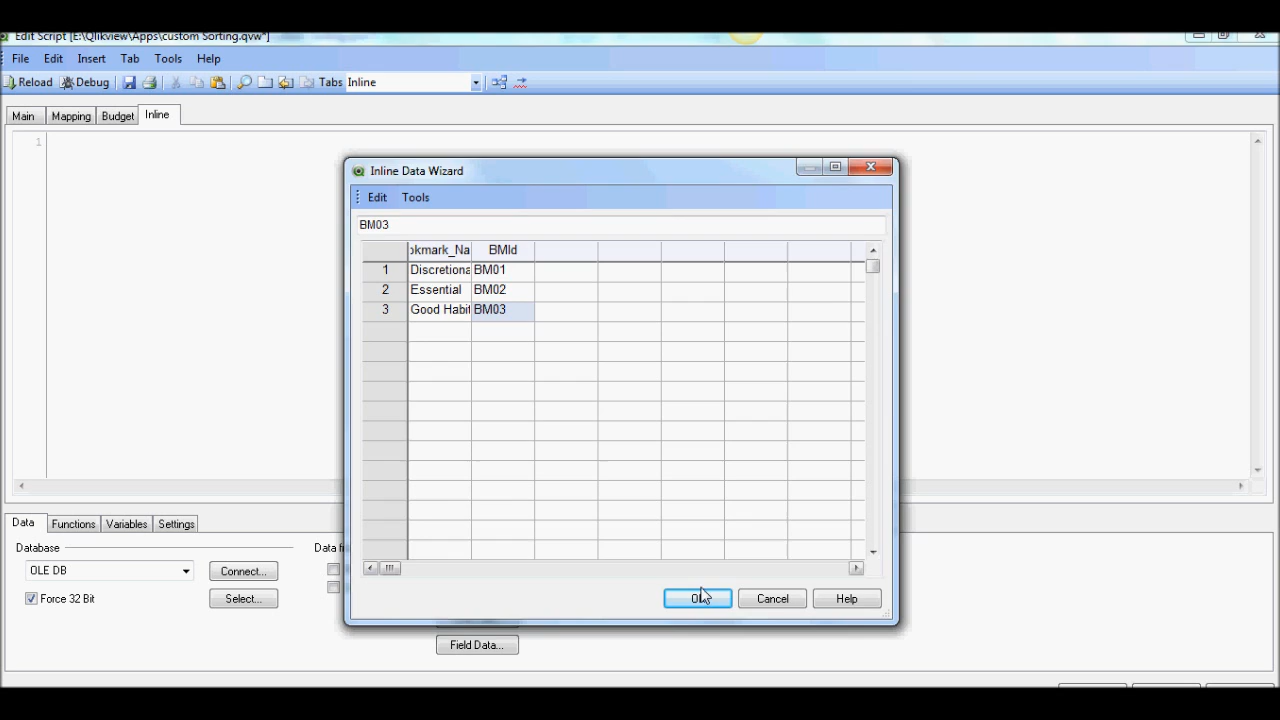 Edit Script [E:\Qlikview\Apps\custom Sorting.qvw*]
File Edit Insert Tab Tools Help
Reload Debug Tabs Inline
Main Mapping Budget Inline
1
Inline Data Wizard
Edit Tools
BM03
okmark_Na BMId
1 Discretiona BM01
2 Essential BM02
3 Good Habit BM03
Data Functions Variables Settings
Database Data
OLE DB Connect...
Force 32 Bit Select...
Cancel Help
Field Data...